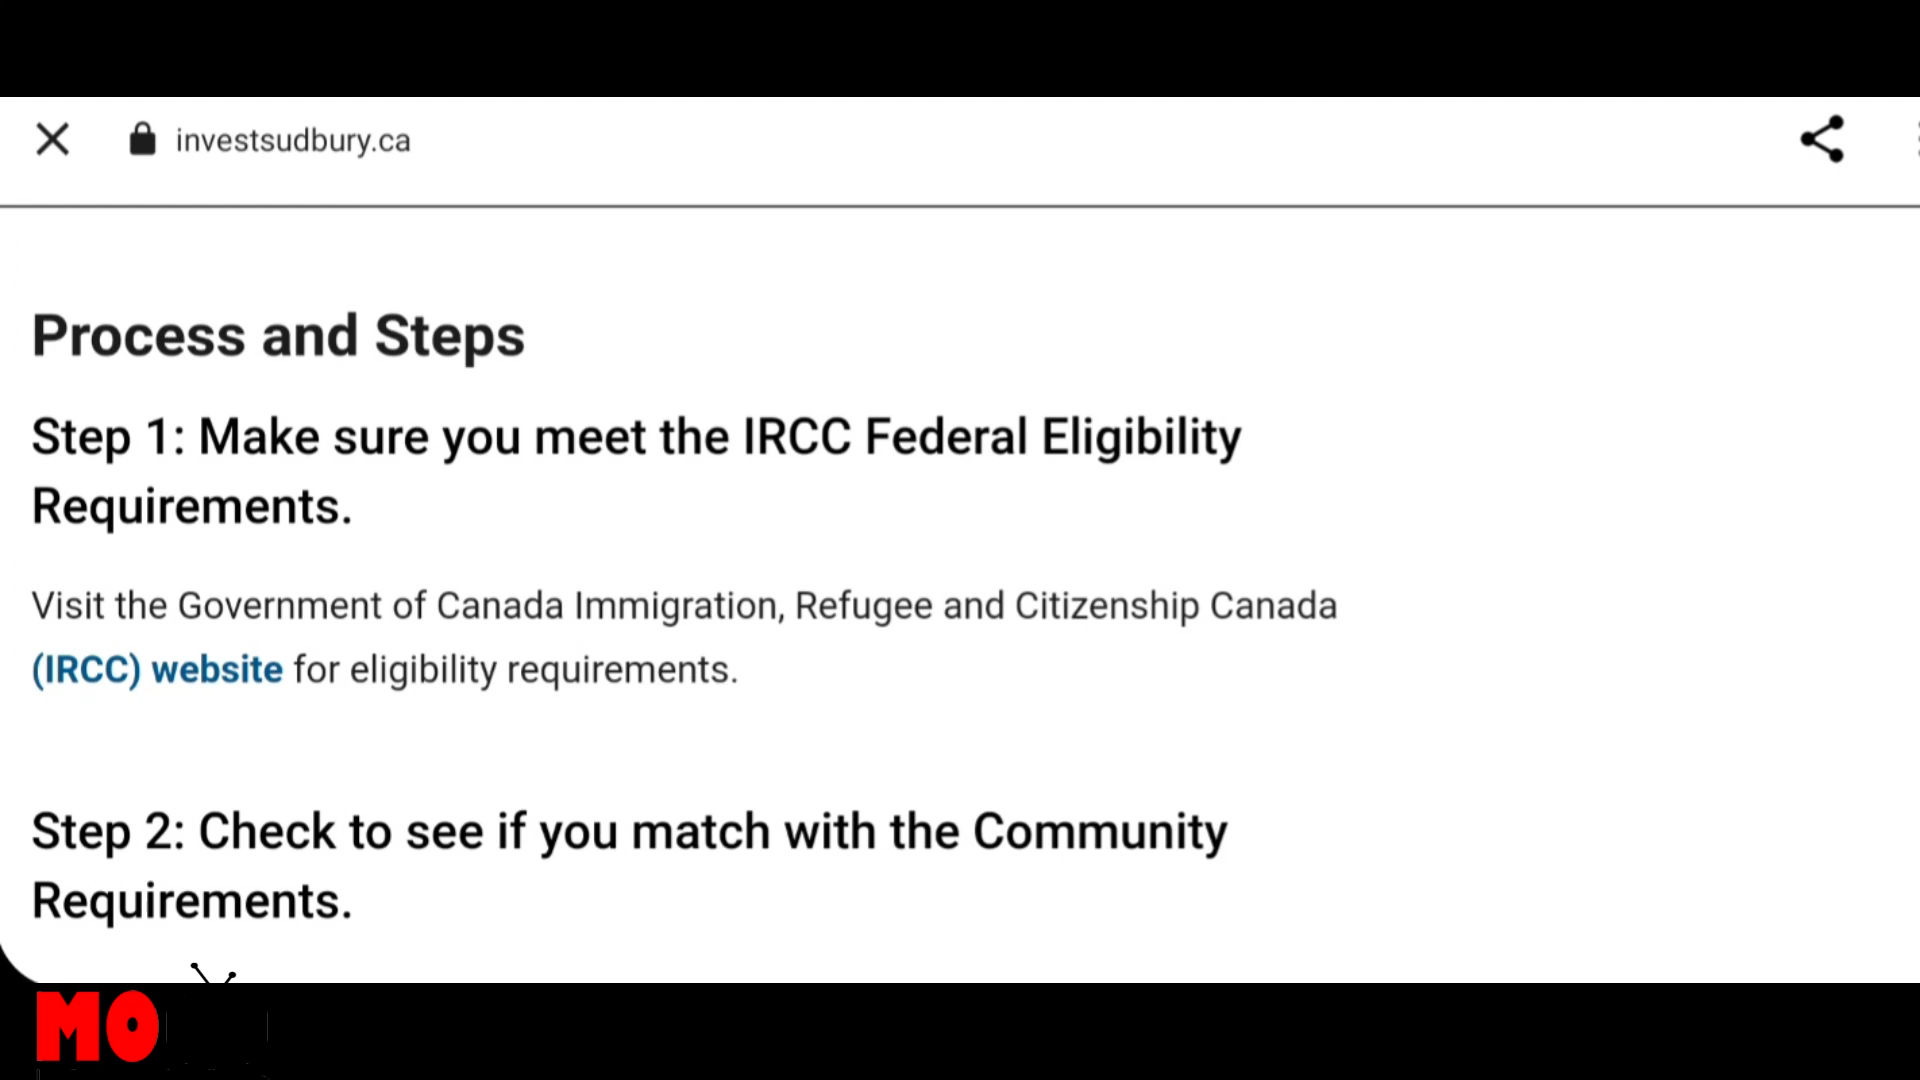 investsudbury.ca
Process and Steps
Step 1: Make sure you meet the IRCC Federal Eligibility
Requirements.
Visit the Government of Canada Immigration, Refugee and Citizenship Canada
(IRCC) website for eligibility requirements.
Step 2: Check to see if you match with the Community
Requirements.
MO